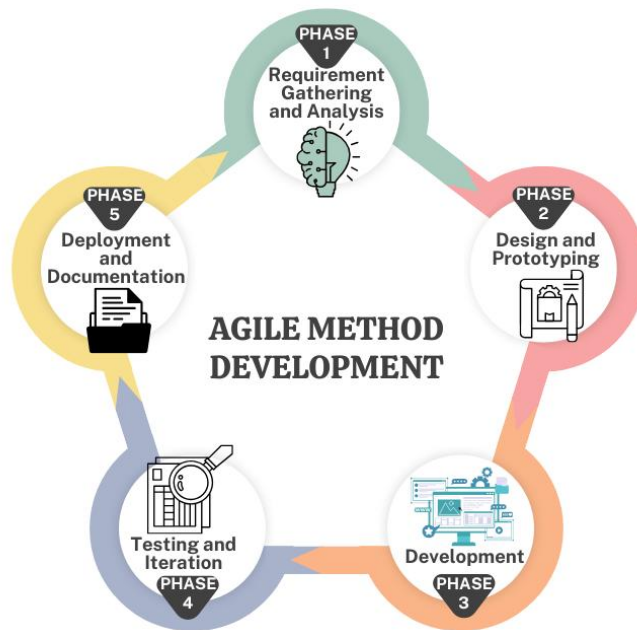 PHASE
1
Requirement
Gathering
and Analysis
PHASE
2
Design and
Prototyping
Development
PHASE
3
Testing and
Iteration
PHASE
4
PHASE
5
Deployment
and
Documentation
AGILE METHOD
DEVELOPMENT